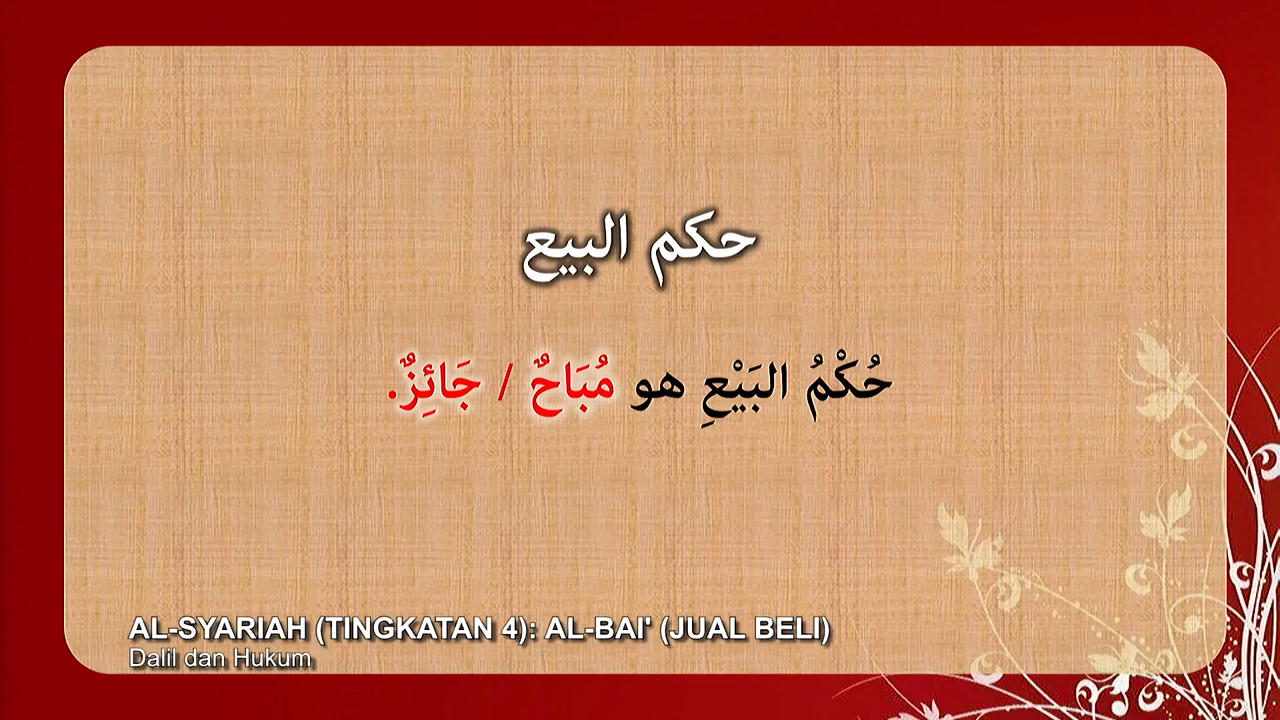 حكم البيع
حُكْمُ البَيْعِ هو مُبَاحٌ / جَائِزٌ.
AL-SYARIAH (TINGKATAN 4): AL-BAI' (JUAL BELI)
Dalil dan Hukum